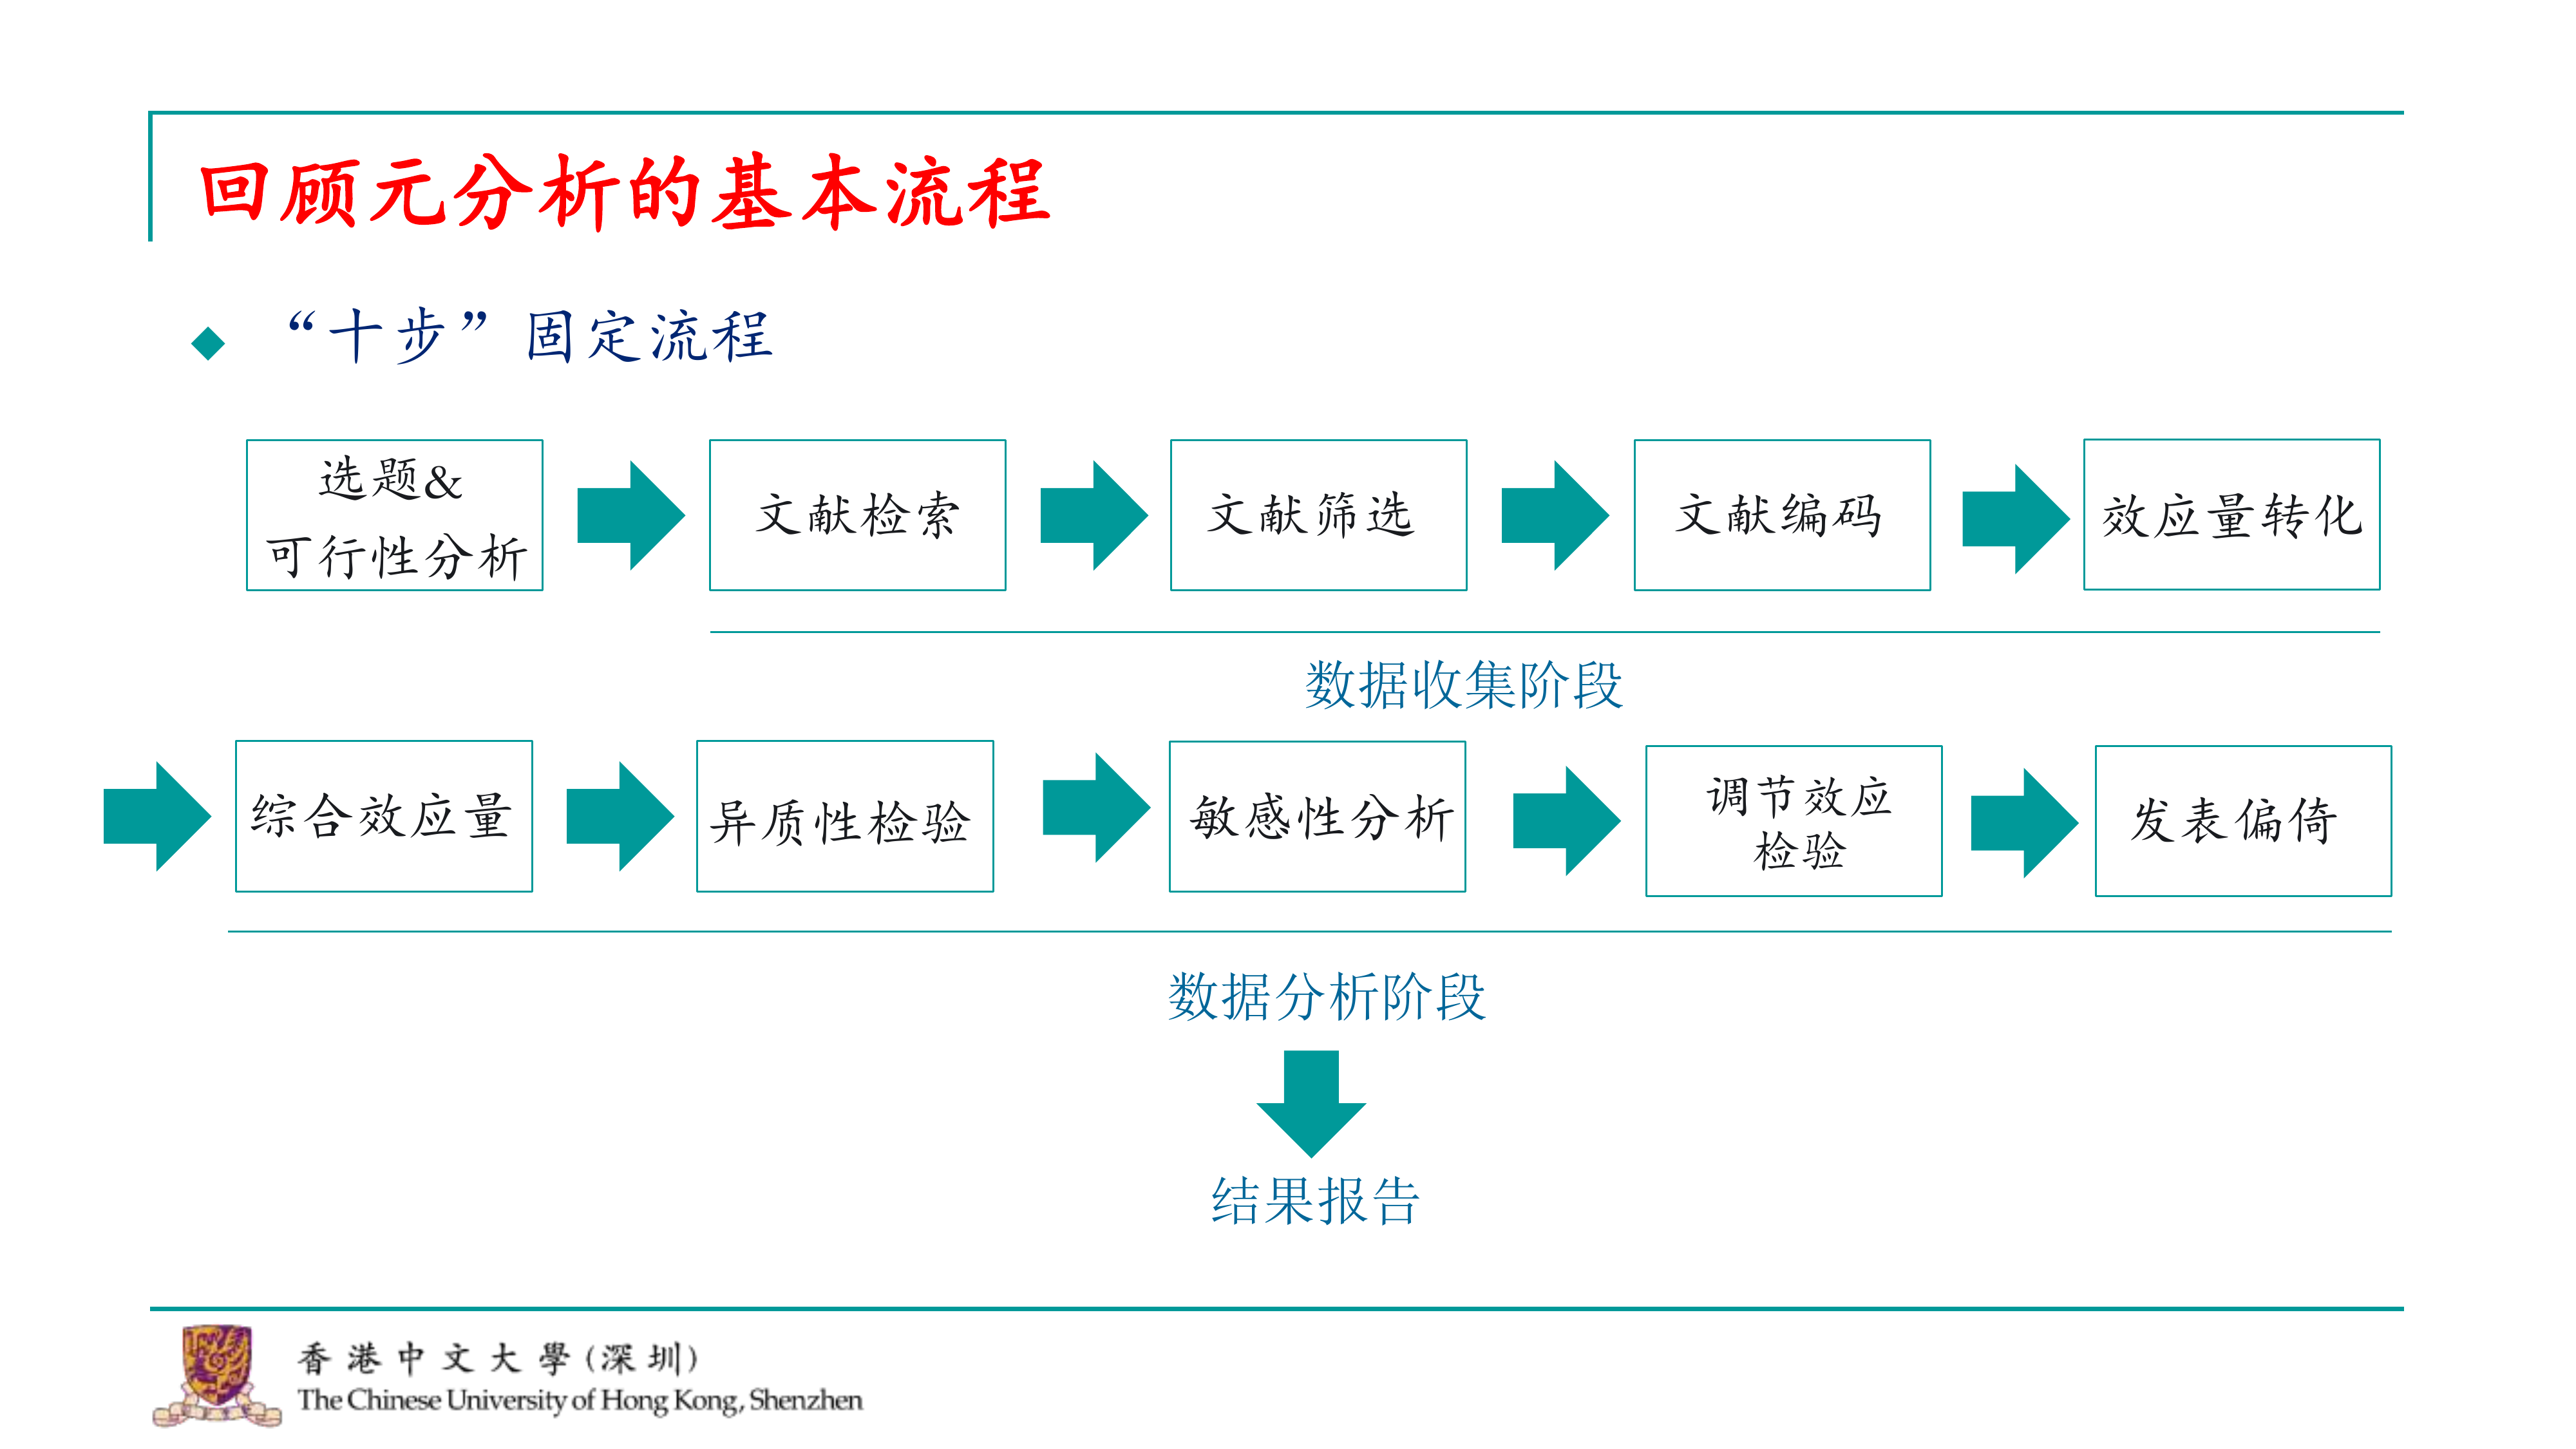 回顾元分析的基本流程
“十步”固定流程
选题&
可行性分析
文献检索
文献筛选
文献编码
效应量转化
数据收集阶段
综合效应量
异质性检验
敏感性分析
调节效应
检验
发表偏倚
数据分析阶段
结果报告
香港中文大學(深圳)
The Chinese University of Hong Kong, Shenzhen